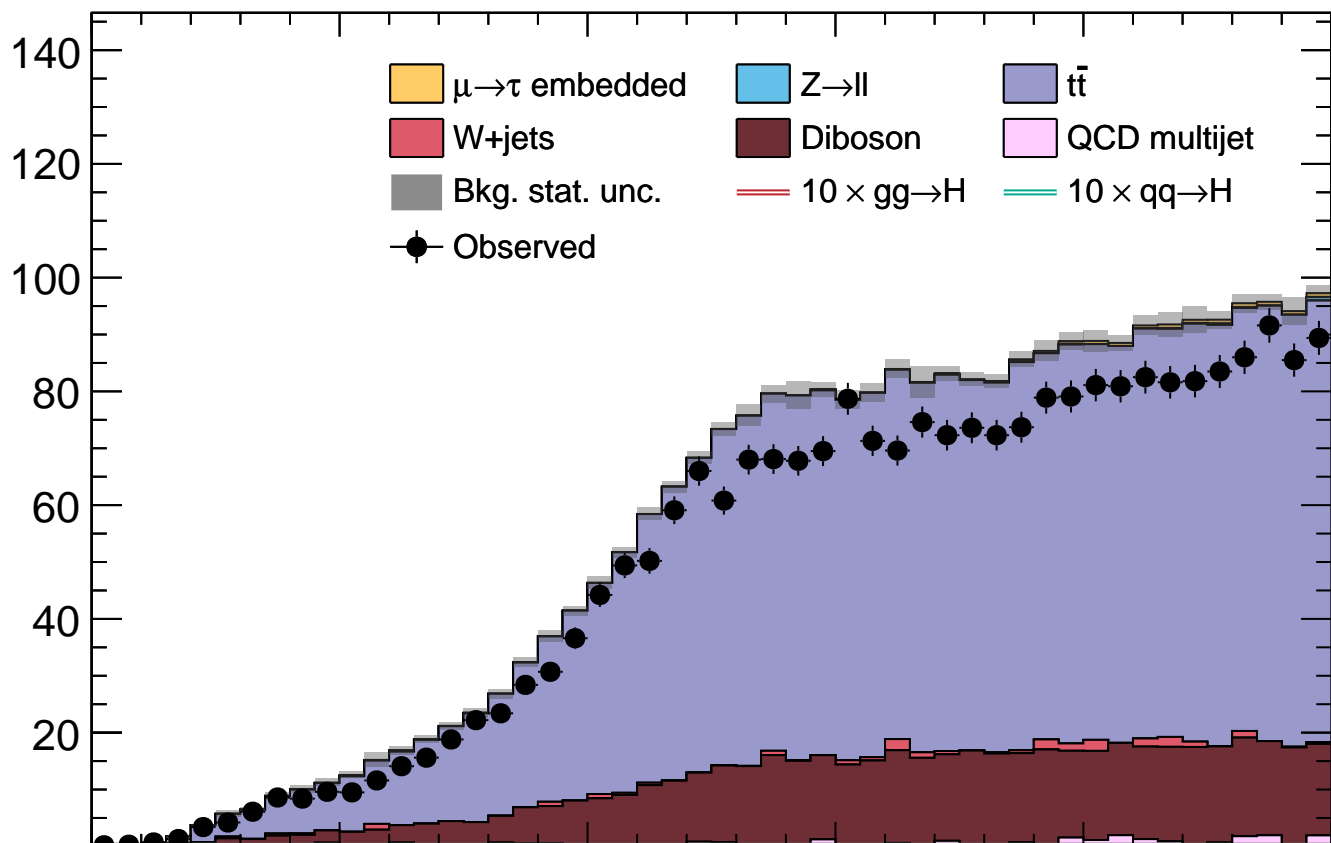 140
μ→τ embedded Z→ll tt̄
W+jets Diboson QCD multijet
120
Bkg. stat. unc. 10 × gg→H 10 × qq→H
Observed
100
80
60
40
20